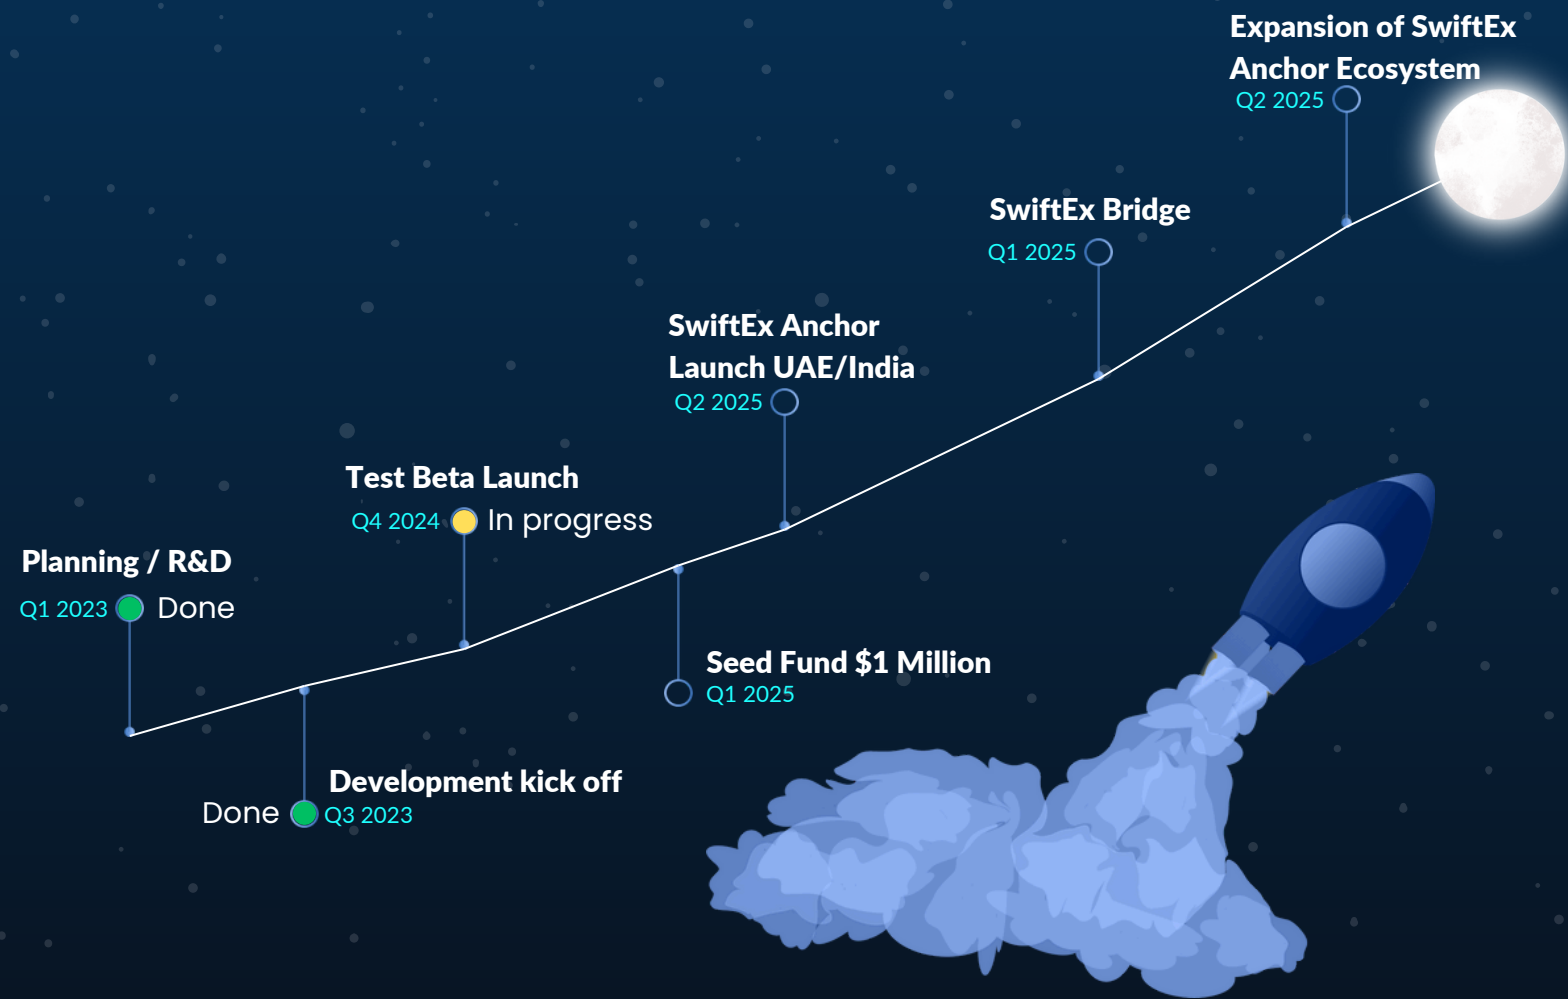 Expansion of SwiftEx
Anchor Ecosystem
Q2 2025
SwiftEx Bridge
Q1 2025
SwiftEx Anchor
Launch UAE/India
Q2 2025
Test Beta Launch
Q4 2024 In progress
Planning / R&D
Q1 2023 Done
Seed Fund $1 Million
Q1 2025
Development kick off
Done Q3 2023